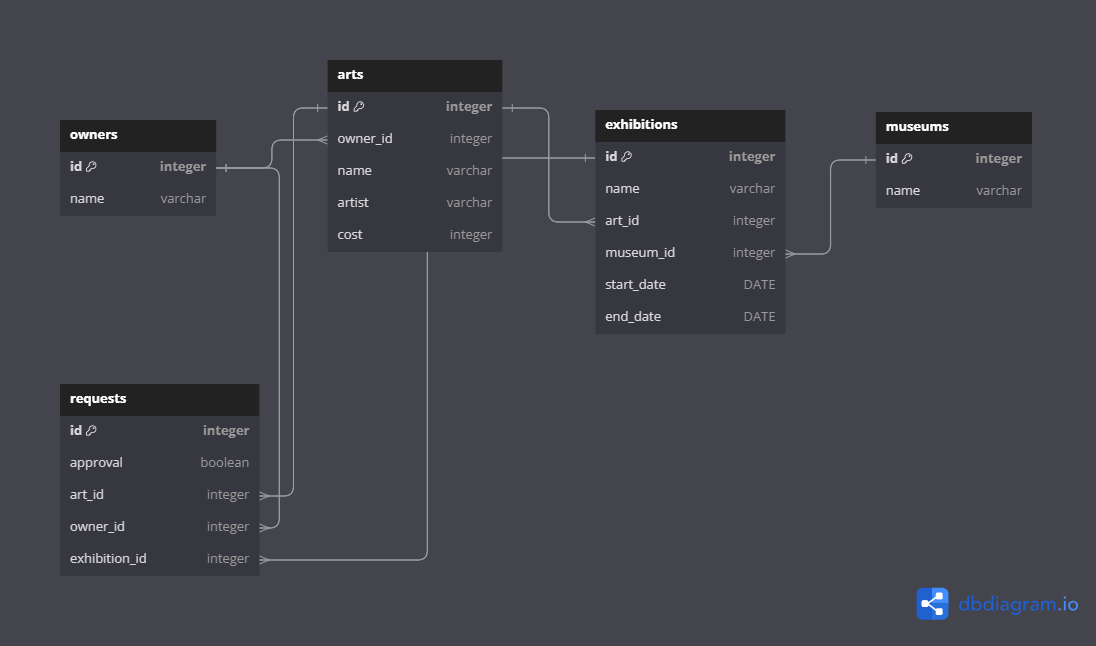 owners
id integer
name varchar
arts
id integer
owner_id integer
name varchar
artist varchar
cost integer
exhibitions
id integer
name varchar
art_id integer
museum_id integer
start_date DATE
end_date DATE
museums
id integer
name varchar
requests
id integer
approval boolean
art_id integer
owner_id integer
exhibition_id integer
dbdiagram.io